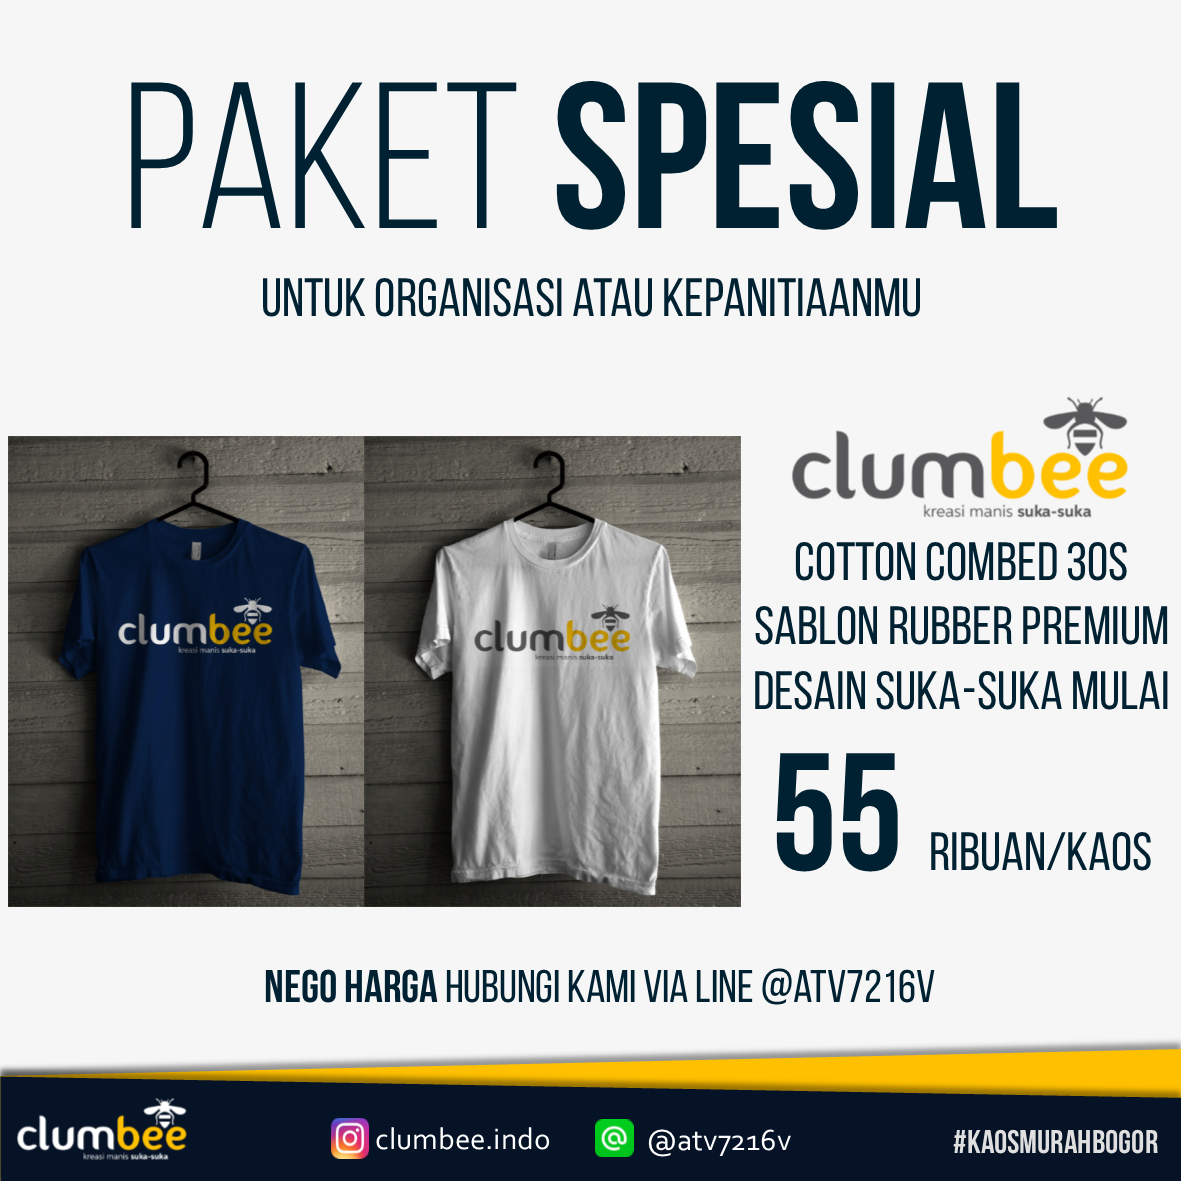 PAKET SPESIAL
UNTUK ORGANISASI ATAU KEPANITIAANMU
clumbee
kreasi manis suka-suka
clumbee
kreasi manis suka-suka
clumbee
kreasi manis suka-suka
COTTON COMBED 30S
SABLON RUBBER PREMIUM
DESAIN SUKA-SUKA MULAI
55 RIBUAN/KAOS
NEGO HARGA HUBUNGI KAMI VIA LINE @ATV7216V
clumbee
kreasi manis suka-suka
clumbee.indo
@atv7216v
#KAOSMURAHBOGOR